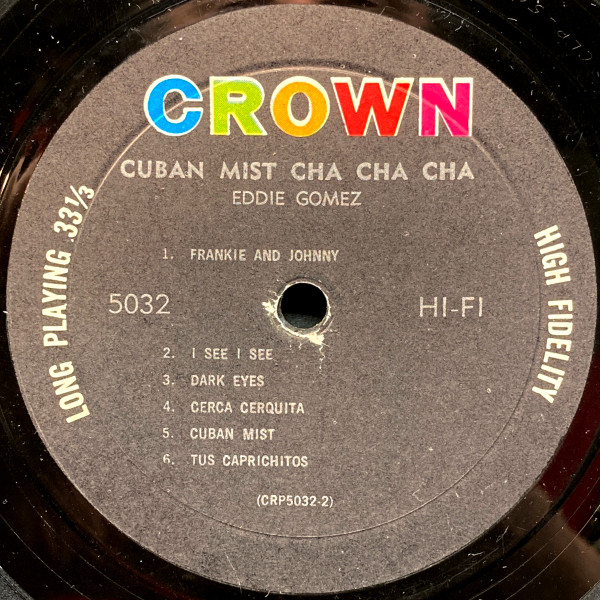 CROWN
CUBAN MIST CHA CHA CHA
EDDIE GOMEZ
LONG PLAYING 33⅓
HIGH FIDELITY
1. FRANKIE AND JOHNNY
5032
HI-FI
2. I SEE I SEE
3. DARK EYES
4. CERCA CERQUITA
5. CUBAN MIST
6. TUS CAPRICHITOS
(CRP5032-2)